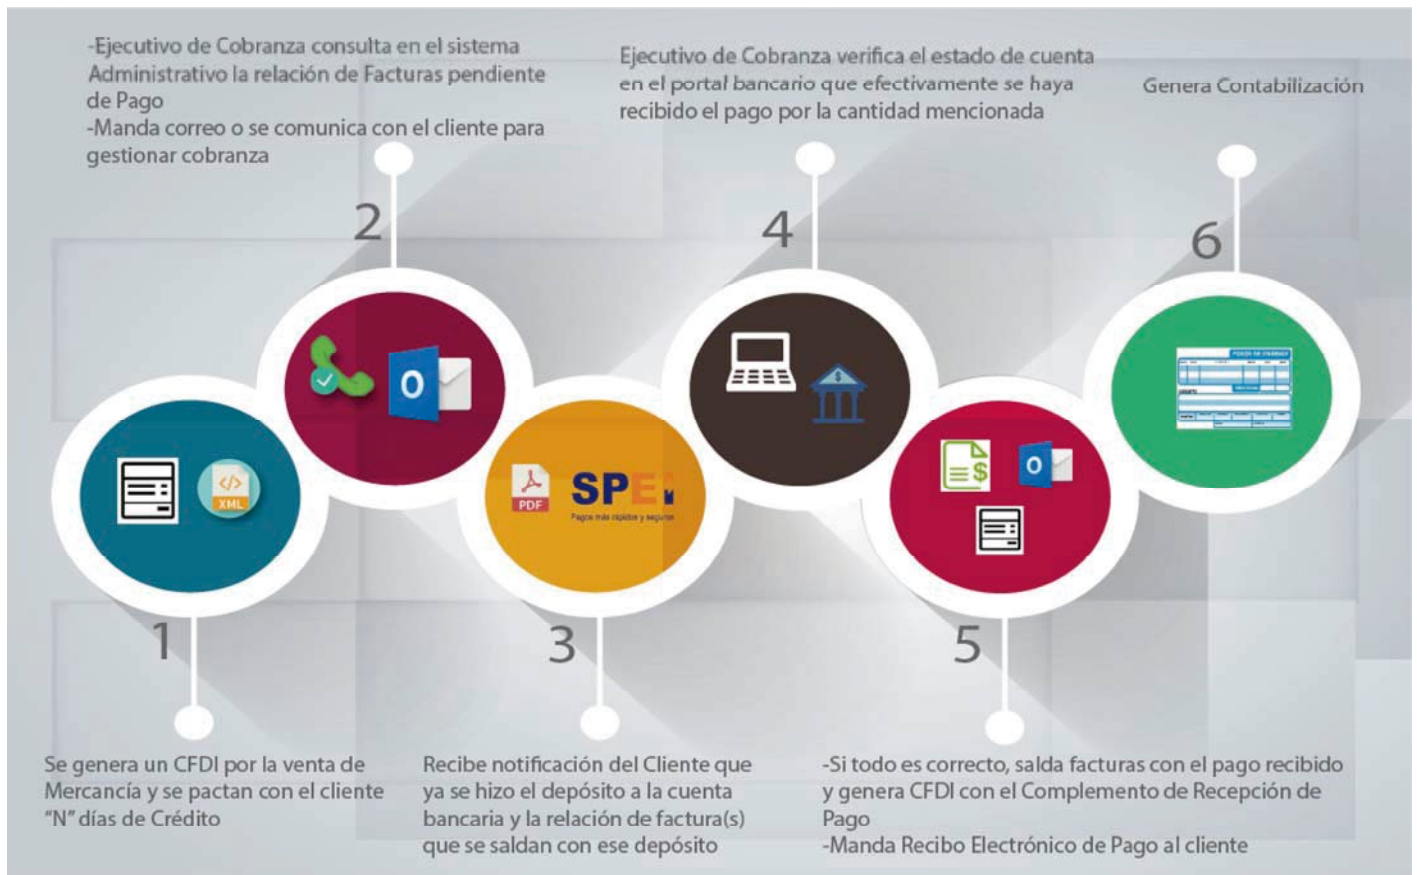 -Ejecutivo de Cobranza consulta en el sistema
Administrativo la relación de Facturas pendiente
de Pago
-Manda correo o se comunica con el cliente para
gestionar cobranza
Ejecutivo de Cobranza verifica el estado de cuenta
en el portal bancario que efectivamente se haya
recibido el pago por la cantidad mencionada
Genera Contabilización
2
4
6
O
$
XML
PDF
SPEI
Pagos más rápidos y seguros
$
O
1
3
5
Se genera un CFDI por la venta de
Mercancía y se pactan con el cliente
“N” días de Crédito
Recibe notificación del Cliente que
ya se hizo el depósito a la cuenta
bancaria y la relación de factura(s)
que se saldan con ese depósito
-Si todo es correcto, salda facturas con el pago recibido
y genera CFDI con el Complemento de Recepción de
Pago
-Manda Recibo Electrónico de Pago al cliente